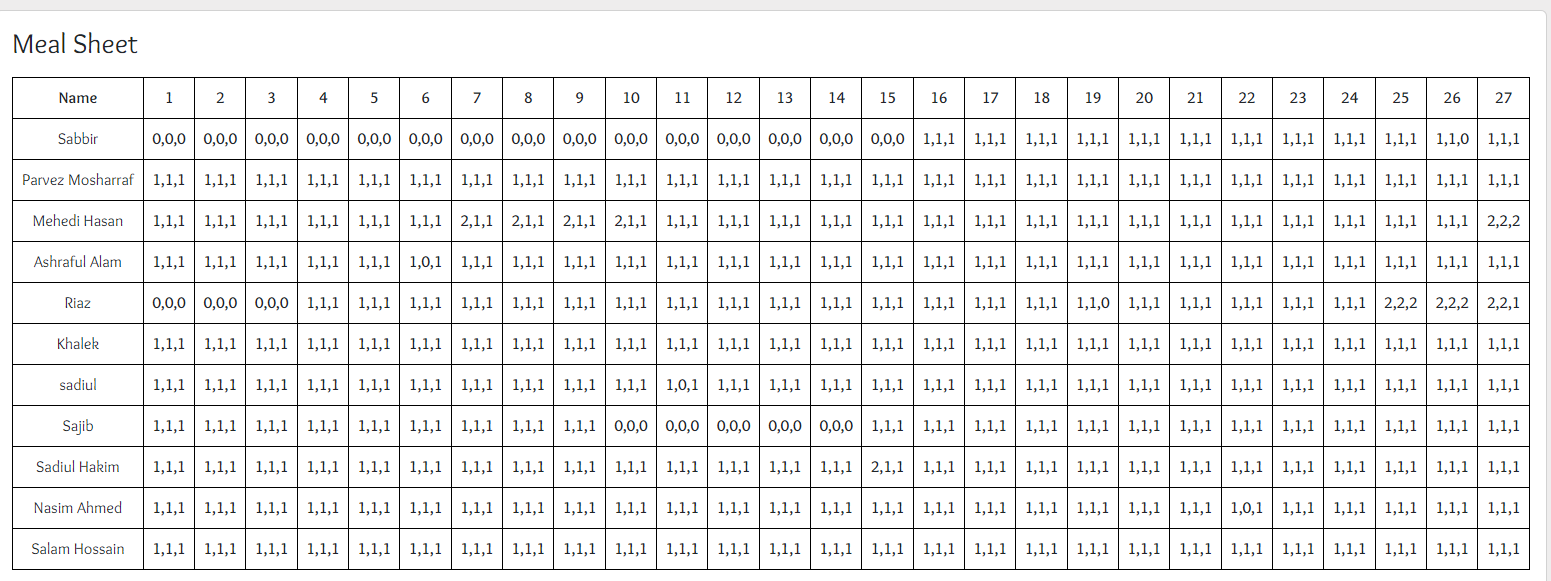 Meal Sheet
Name 1 2 3 4 5 6 7 8 9 10 11 12 13 14 15 16 17 18 19 20 21 22 23 24 25 26 27
Sabbir 0,0,0 0,0,0 0,0,0 0,0,0 0,0,0 0,0,0 0,0,0 0,0,0 0,0,0 0,0,0 0,0,0 0,0,0 0,0,0 0,0,0 0,0,0 1,1,1 1,1,1 1,1,1 1,1,1 1,1,1 1,1,1 1,1,1 1,1,1 1,1,1 1,1,1 1,1,0 1,1,1
Parvez Mosharraf 1,1,1 1,1,1 1,1,1 1,1,1 1,1,1 1,1,1 1,1,1 1,1,1 1,1,1 1,1,1 1,1,1 1,1,1 1,1,1 1,1,1 1,1,1 1,1,1 1,1,1 1,1,1 1,1,1 1,1,1 1,1,1 1,1,1 1,1,1 1,1,1 1,1,1 1,1,1 1,1,1
Mehedi Hasan 1,1,1 1,1,1 1,1,1 1,1,1 1,1,1 1,1,1 2,1,1 2,1,1 2,1,1 2,1,1 1,1,1 1,1,1 1,1,1 1,1,1 1,1,1 1,1,1 1,1,1 1,1,1 1,1,1 1,1,1 1,1,1 1,1,1 1,1,1 1,1,1 1,1,1 1,1,1 2,2,2
Ashraful Alam 1,1,1 1,1,1 1,1,1 1,1,1 1,1,1 1,0,1 1,1,1 1,1,1 1,1,1 1,1,1 1,1,1 1,1,1 1,1,1 1,1,1 1,1,1 1,1,1 1,1,1 1,1,1 1,1,1 1,1,1 1,1,1 1,1,1 1,1,1 1,1,1 1,1,1 1,1,1 1,1,1
Riaz 0,0,0 0,0,0 0,0,0 1,1,1 1,1,1 1,1,1 1,1,1 1,1,1 1,1,1 1,1,1 1,1,1 1,1,1 1,1,1 1,1,1 1,1,1 1,1,1 1,1,1 1,1,1 1,1,0 1,1,1 1,1,1 1,1,1 1,1,1 1,1,1 2,2,2 2,2,2 2,2,1
Khalek 1,1,1 1,1,1 1,1,1 1,1,1 1,1,1 1,1,1 1,1,1 1,1,1 1,1,1 1,1,1 1,1,1 1,1,1 1,1,1 1,1,1 1,1,1 1,1,1 1,1,1 1,1,1 1,1,1 1,1,1 1,1,1 1,1,1 1,1,1 1,1,1 1,1,1 1,1,1 1,1,1
sadiul 1,1,1 1,1,1 1,1,1 1,1,1 1,1,1 1,1,1 1,1,1 1,1,1 1,1,1 1,1,1 1,0,1 1,1,1 1,1,1 1,1,1 1,1,1 1,1,1 1,1,1 1,1,1 1,1,1 1,1,1 1,1,1 1,1,1 1,1,1 1,1,1 1,1,1 1,1,1 1,1,1
Sajib 1,1,1 1,1,1 1,1,1 1,1,1 1,1,1 1,1,1 1,1,1 1,1,1 1,1,1 0,0,0 0,0,0 0,0,0 0,0,0 0,0,0 1,1,1 1,1,1 1,1,1 1,1,1 1,1,1 1,1,1 1,1,1 1,1,1 1,1,1 1,1,1 1,1,1 1,1,1 1,1,1
Sadiul Hakim 1,1,1 1,1,1 1,1,1 1,1,1 1,1,1 1,1,1 1,1,1 1,1,1 1,1,1 1,1,1 1,1,1 1,1,1 1,1,1 1,1,1 2,1,1 1,1,1 1,1,1 1,1,1 1,1,1 1,1,1 1,1,1 1,1,1 1,1,1 1,1,1 1,1,1 1,1,1 1,1,1
Nasim Ahmed 1,1,1 1,1,1 1,1,1 1,1,1 1,1,1 1,1,1 1,1,1 1,1,1 1,1,1 1,1,1 1,1,1 1,1,1 1,1,1 1,1,1 1,1,1 1,1,1 1,1,1 1,1,1 1,1,1 1,1,1 1,1,1 1,0,1 1,1,1 1,1,1 1,1,1 1,1,1 1,1,1
Salam Hossain 1,1,1 1,1,1 1,1,1 1,1,1 1,1,1 1,1,1 1,1,1 1,1,1 1,1,1 1,1,1 1,1,1 1,1,1 1,1,1 1,1,1 1,1,1 1,1,1 1,1,1 1,1,1 1,1,1 1,1,1 1,1,1 1,1,1 1,1,1 1,1,1 1,1,1 1,1,1 1,1,1